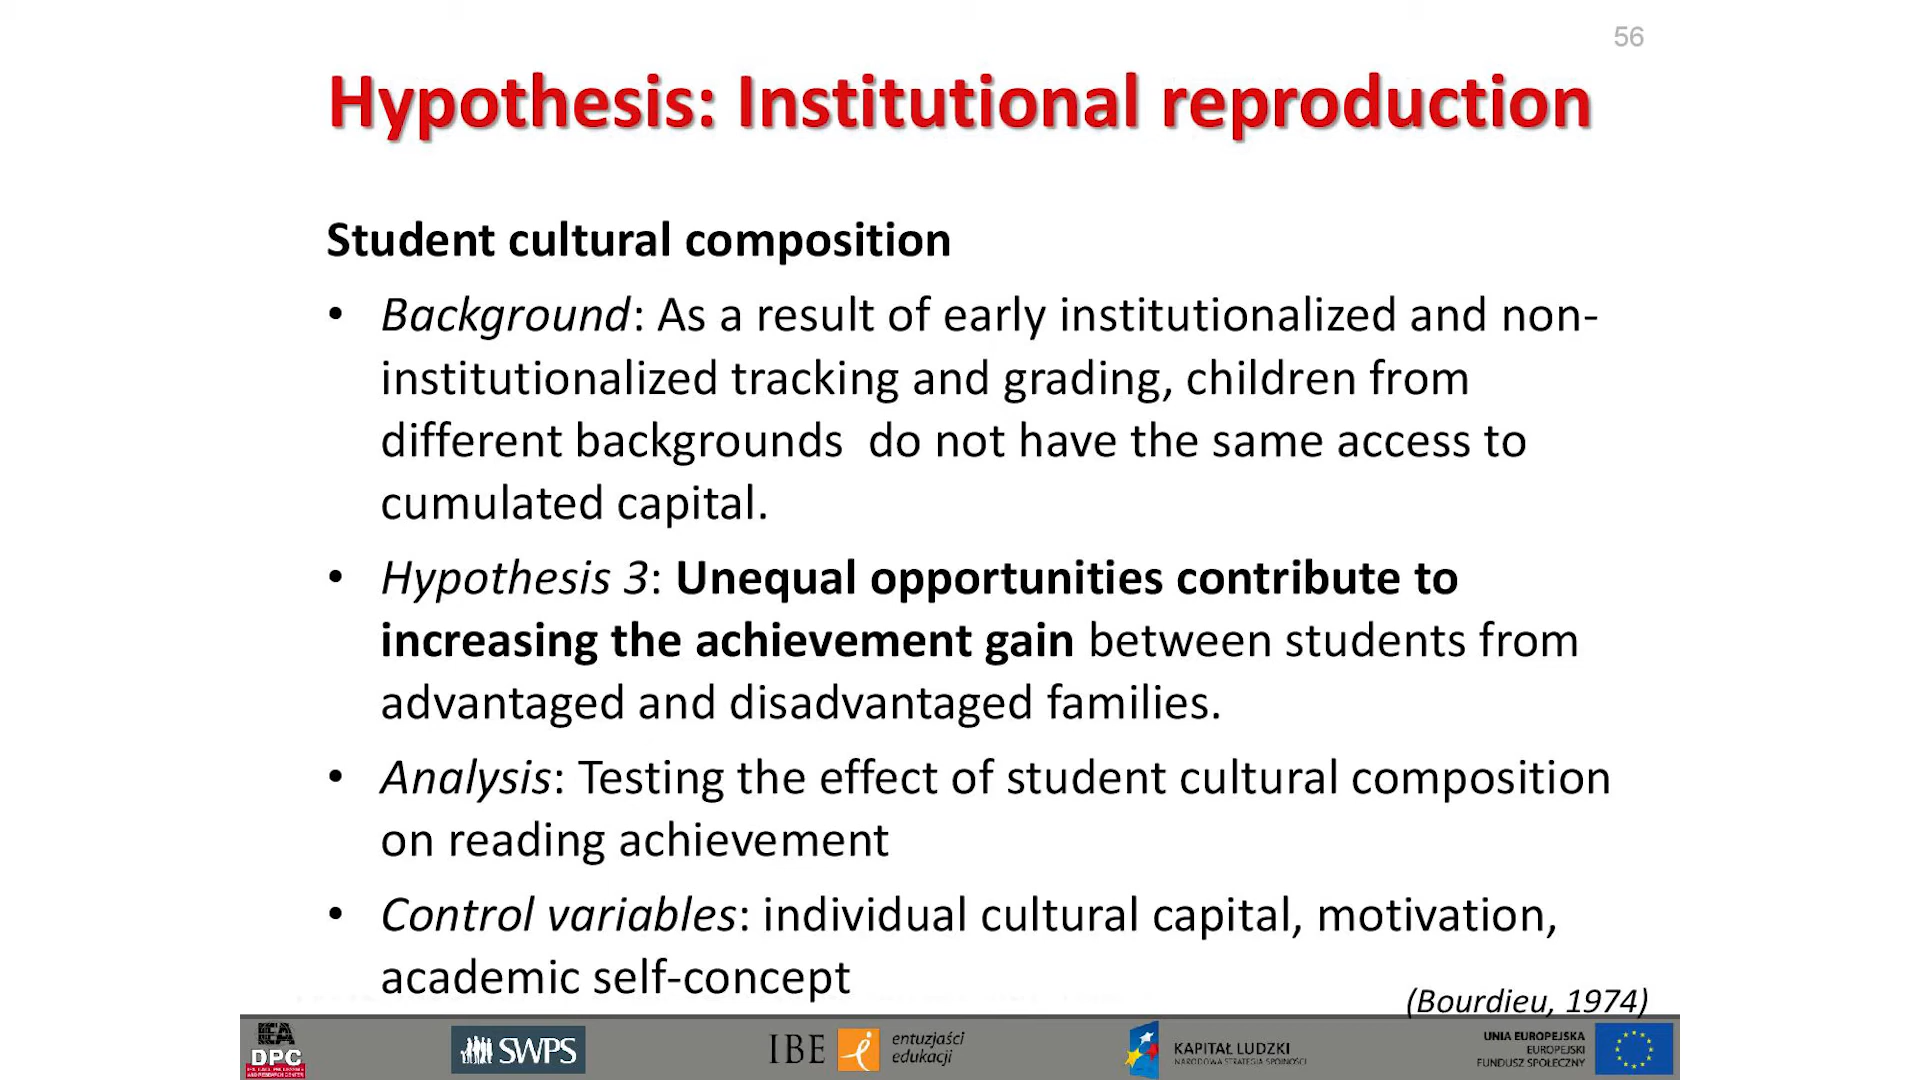 56
Hypothesis: Institutional reproduction
Student cultural composition
• Background: As a result of early institutionalized and non-
institutionalized tracking and grading, children from
different backgrounds do not have the same access to
cumulated capital.
• Hypothesis 3: Unequal opportunities contribute to
increasing the achievement gain between students from
advantaged and disadvantaged families.
• Analysis: Testing the effect of student cultural composition
on reading achievement
• Control variables: individual cultural capital, motivation,
academic self-concept
(Bourdieu, 1974)
IEA
DPC
SWPS
IBE
entuzjaści
edukacji
KAPITAŁ LUDZKI
NARODOWA STRATEGIA SPÓJNOŚCI
UNIA EUROPEJSKA
EUROPEJSKI
FUNDUSZ SPOŁECZNY